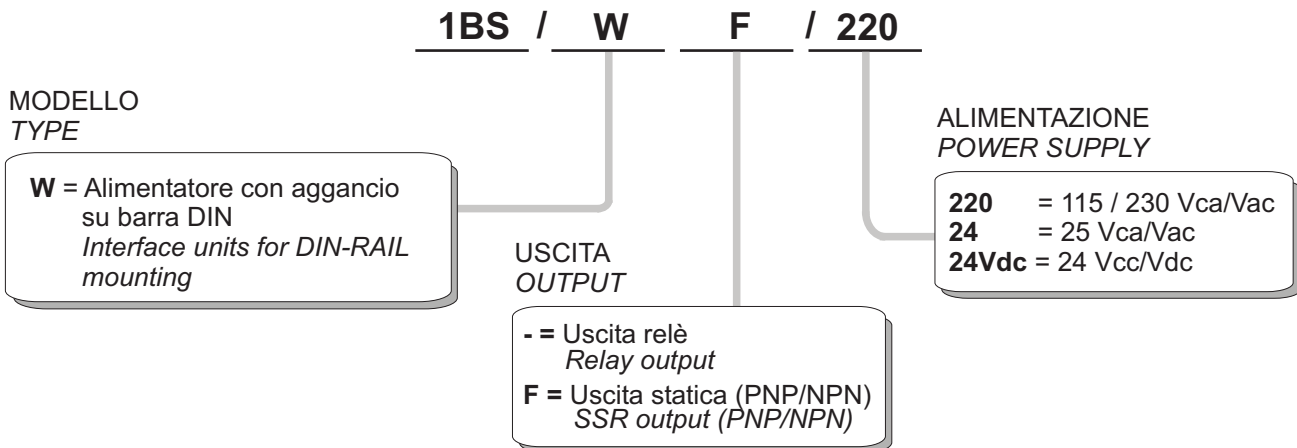 1BS / W F / 220
MODELLO
TYPE
W = Alimentatore con aggancio
su barra DIN
Interface units for DIN-RAIL
mounting
USCITA
OUTPUT
- = Uscita relè
Relay output
F = Uscita statica (PNP/NPN)
SSR output (PNP/NPN)
ALIMENTAZIONE
POWER SUPPLY
220 = 115 / 230 Vca/Vac
24 = 25 Vca/Vac
24Vdc = 24 Vcc/Vdc